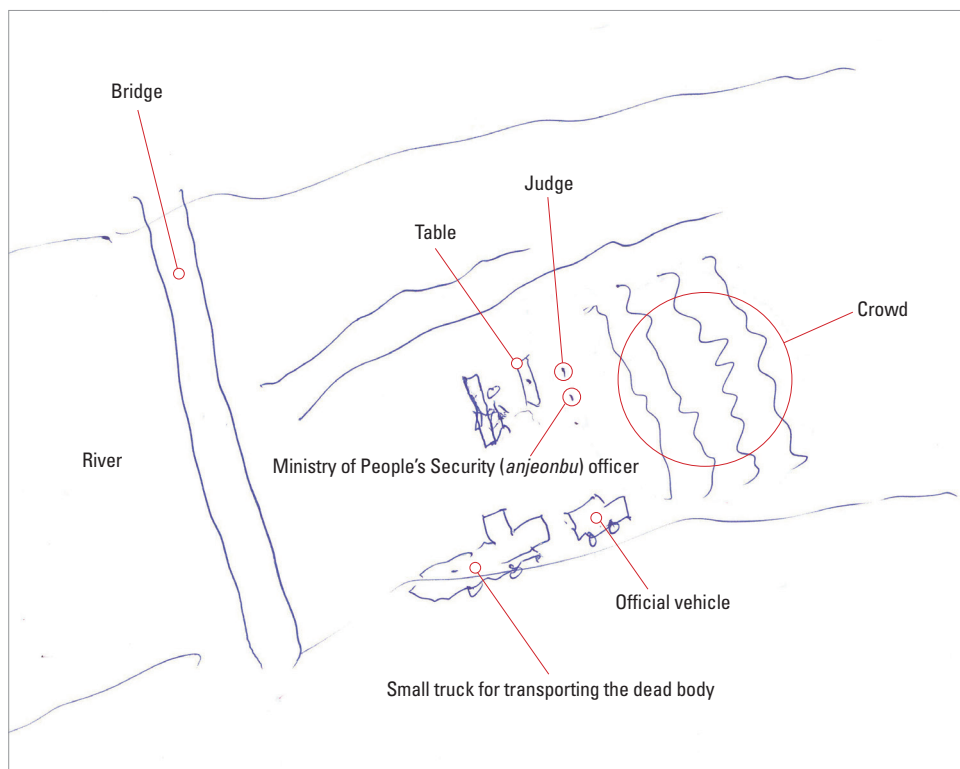 Bridge
Judge
Table
Crowd
River
Ministry of People's Security (anjeonbu) officer
Official vehicle
Small truck for transporting the dead body